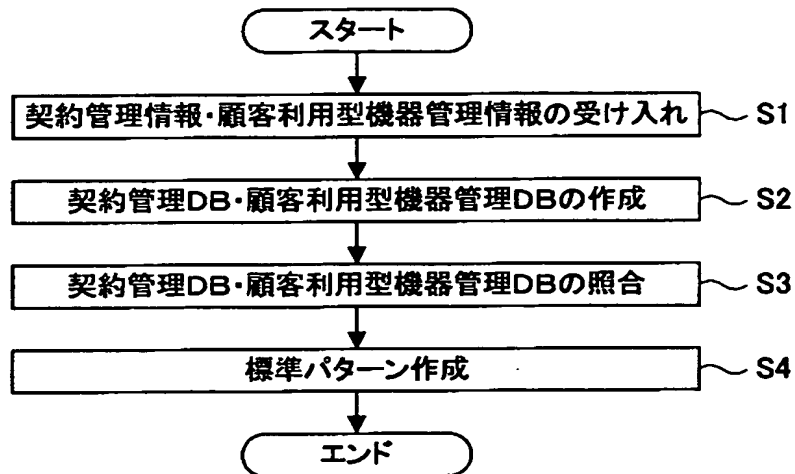 スタート
契約管理情報・顧客利用型機器管理情報の受け入れ S1
契約管理DB・顧客利用型機器管理DBの作成 S2
契約管理DB・顧客利用型機器管理DBの照合 S3
標準パターン作成 S4
エンド